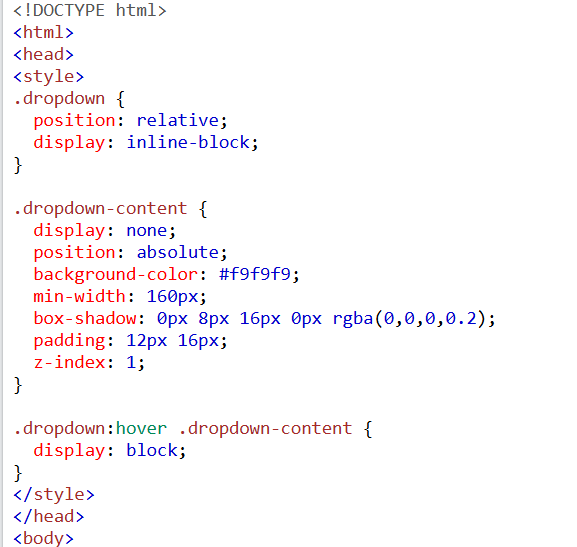 <!DOCTYPE html>
<html>
<head>
<style>
.dropdown {
  position: relative;
  display: inline-block;
}

.dropdown-content {
  display: none;
  position: absolute;
  background-color: #f9f9f9;
  min-width: 160px;
  box-shadow: 0px 8px 16px 0px rgba(0,0,0,0.2);
  padding: 12px 16px;
  z-index: 1;
}

.dropdown:hover .dropdown-content {
  display: block;
}
</style>
</head>
<body>